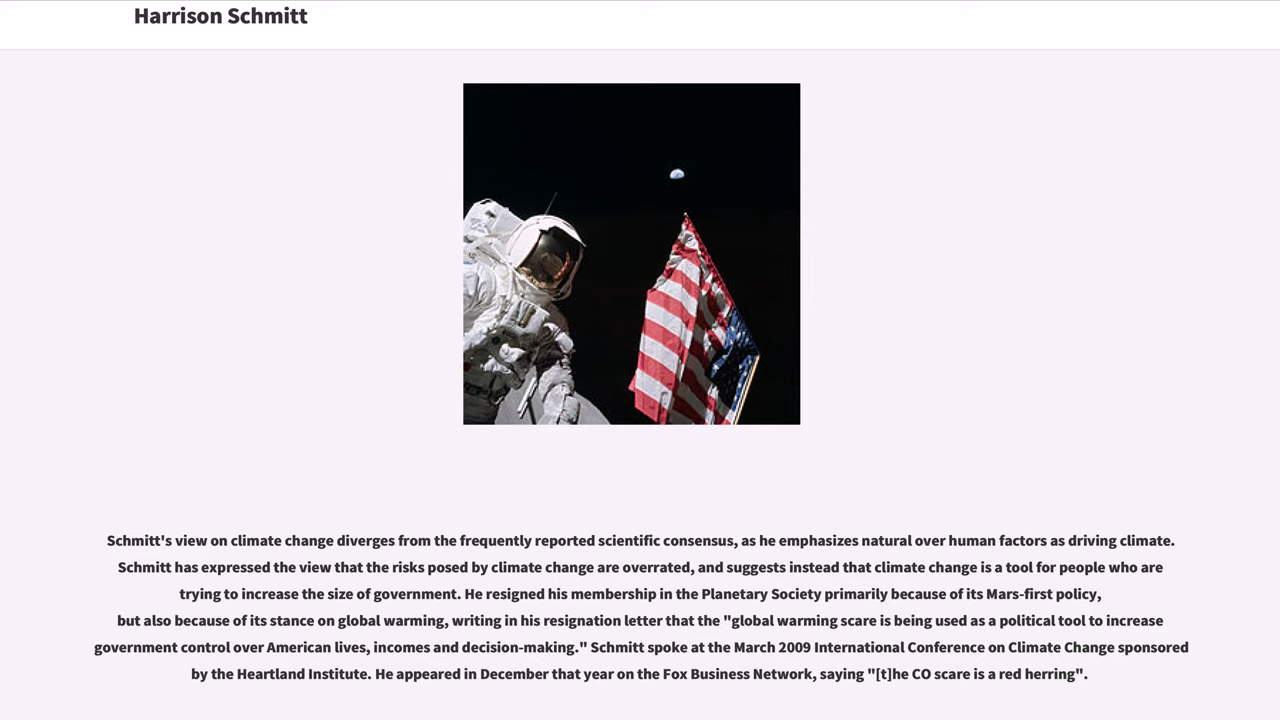 Harrison Schmitt
Schmitt's view on climate change diverges from the frequently reported scientific consensus, as he emphasizes natural over human factors as driving climate.
Schmitt has expressed the view that the risks posed by climate change are overrated, and suggests instead that climate change is a tool for people who are
trying to increase the size of government. He resigned his membership in the Planetary Society primarily because of its Mars-first policy,
but also because of its stance on global warming, writing in his resignation letter that the "global warming scare is being used as a political tool to increase
government control over American lives, incomes and decision-making." Schmitt spoke at the March 2009 International Conference on Climate Change sponsored
by the Heartland Institute. He appeared in December that year on the Fox Business Network, saying "[t]he CO scare is a red herring".